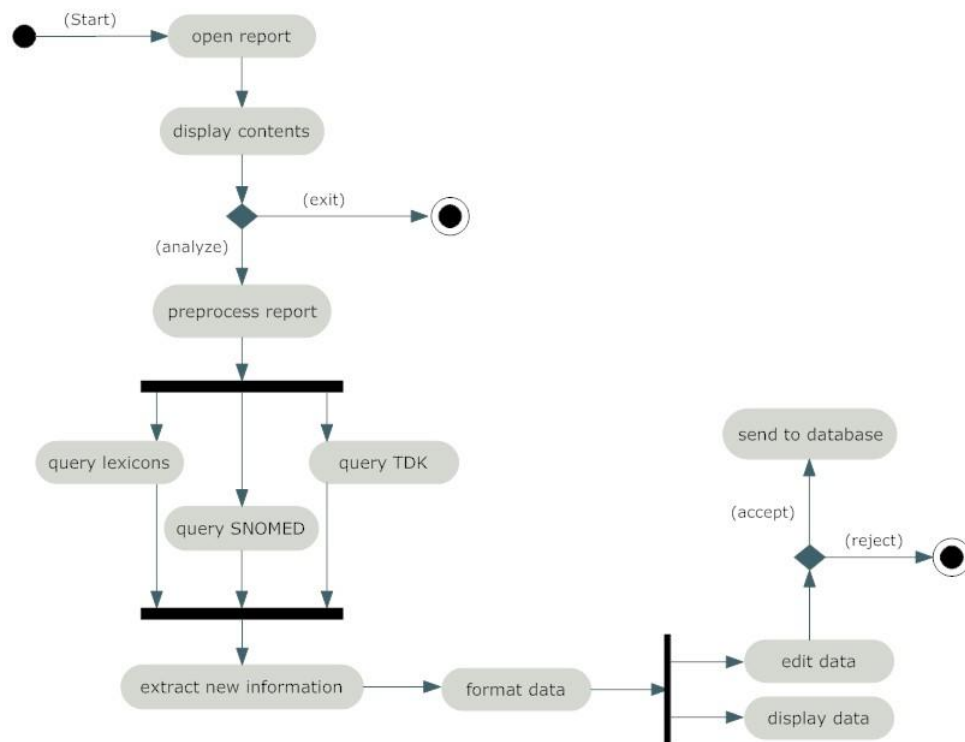 (Start)
open report
display contents
(exit)
(analyze)
preprocess report
query lexicons
query TDK
query SNOMED
extract new information
format data
send to database
(accept)
(reject)
edit data
display data